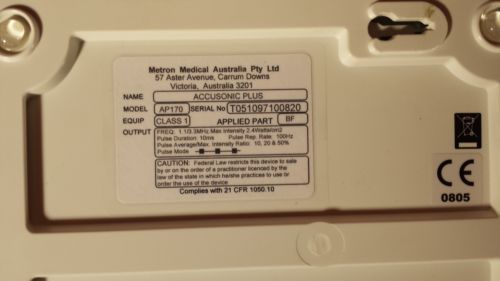 Metron Medical Australia Pty Ltd
57 Aster Avenue, Carrum Downs
Victoria, Australia 3201
NAME ACCUSONIC PLUS
MODEL AP170 SERIAL No T051097100820
EQUIP CLASS 1 APPLIED PART BF
OUTPUT FREQ: 1.1/3.3MHz Max Intensity 2.4Watts/cm2
Pulse Duration: 10ms Pulse Rep. Rate: 100Hz
Pulse Average/Max. Intensity Ratio: 10, 20 & 50%
Pulse Mode
CAUTION: Federal Law restricts this device to sale
by or on the order of a practitioner licenced by the
law of the state in which he/she practices to use or
order the use of the device
Complies with 21 CFR 1050.10
CE
0805